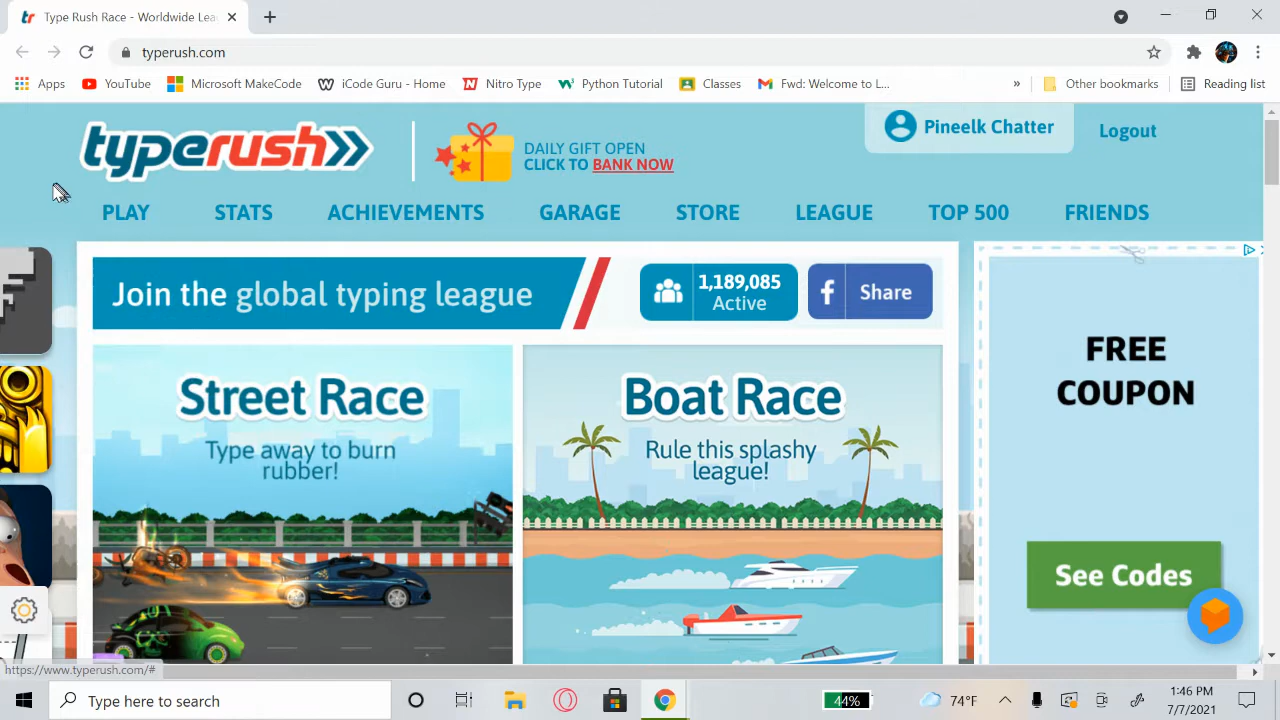 Type Rush Race - Worldwide Lea
typerush.com
Apps YouTube Microsoft MakeCode iCode Guru - Home Nitro Type Python Tutorial Classes Fwd: Welcome to L... » Other bookmarks Reading list
typerush
DAILY GIFT OPEN
CLICK TO BANK NOW
Pineelk Chatter Logout
PLAY STATS ACHIEVEMENTS GARAGE STORE LEAGUE TOP 500 FRIENDS
Join the global typing league
1,189,085
Active
Share
Street Race
Type away to burn
rubber!
Boat Race
Rule this splashy
league!
FREE
COUPON
See Codes
https://www.typerush.com/#
Type here to search
44%
74°F
1:46 PM
7/7/2021